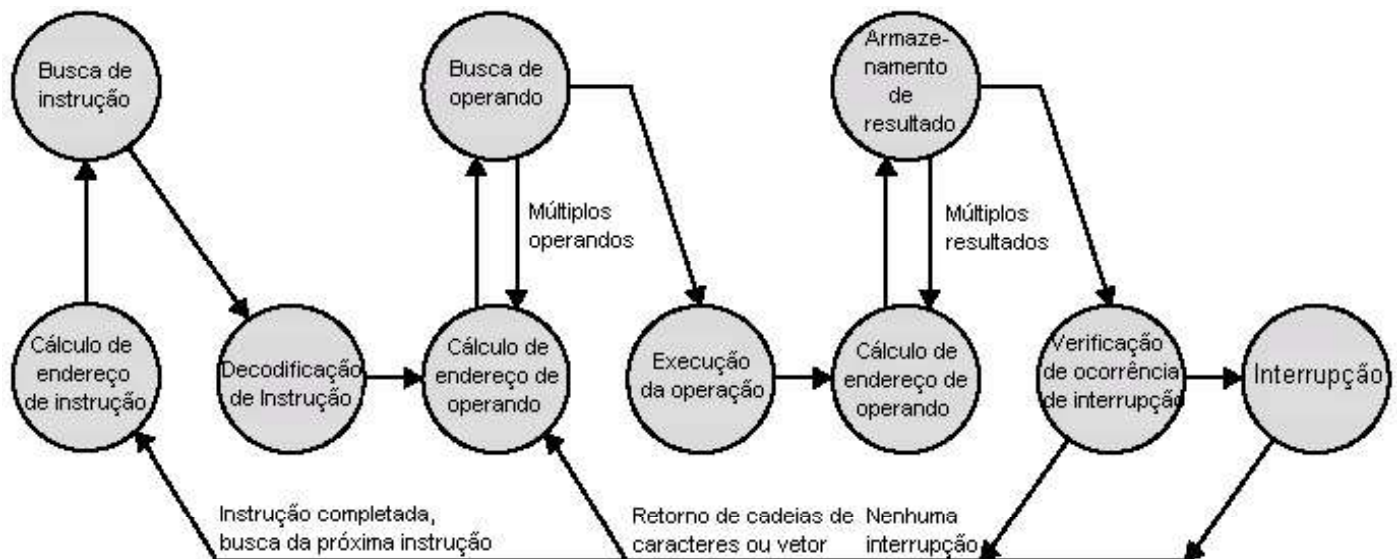 Busca de
instrução
Busca de
operando
Armaze-
namento
de
resultado
Múltiplos
operandos
Múltiplos
resultados
Cálculo de
endereço
de instrução
Decodificação
de Instrução
Cálculo de
endereço de
operando
Execução
da operação
Cálculo de
endereço de
operando
Verificação
de ocorrência
de interrupção
Interrupção
Instrução completada,
busca da próxima instrução
Retorno de cadeias de
caracteres ou vetor
Nenhuma
interrupção